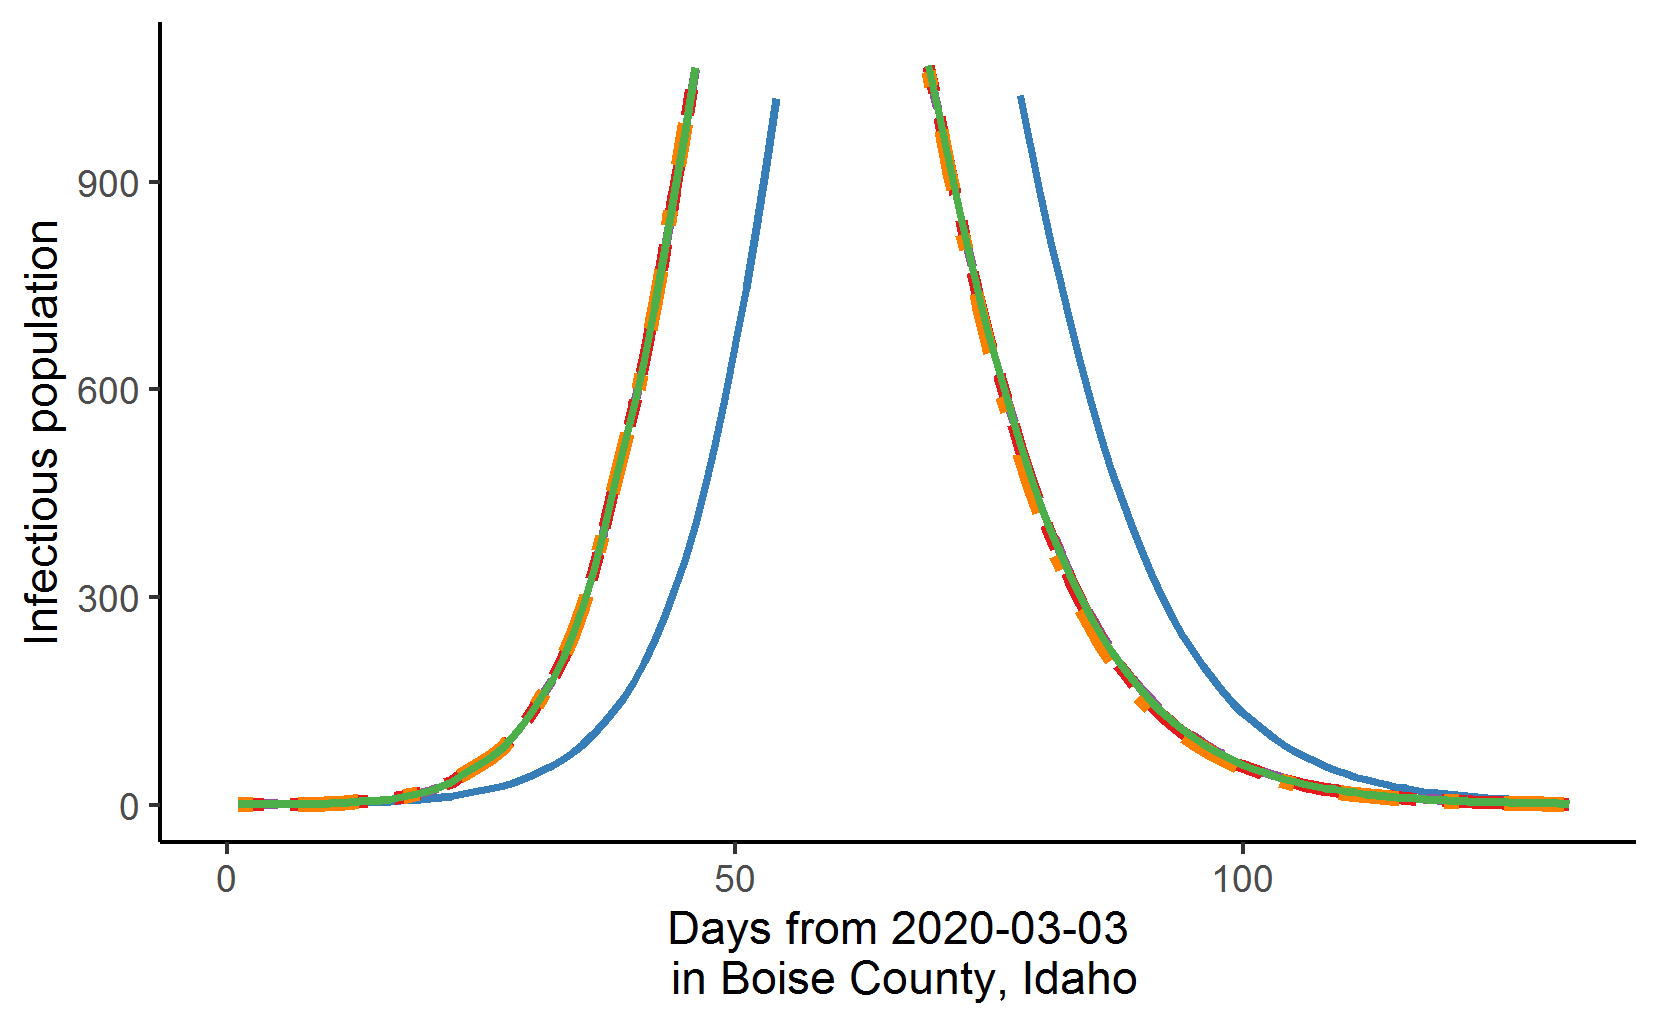 Infectious population
900
600
300
0
0
50
100
Days from 2020-03-03
in Boise County, Idaho